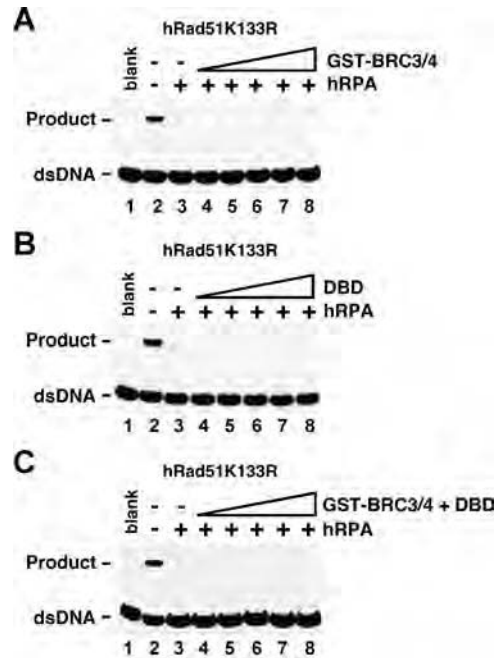 A
hRad51K133R
blank - - GST-BRC3/4
- + + + + + + hRPA
Product -
dsDNA -
1 2 3 4 5 6 7 8
B
hRad51K133R
blank - - DBD
- + + + + + + hRPA
Product -
dsDNA -
1 2 3 4 5 6 7 8
C
hRad51K133R
blank - - GST-BRC3/4 + DBD
- + + + + + + hRPA
Product -
dsDNA -
1 2 3 4 5 6 7 8